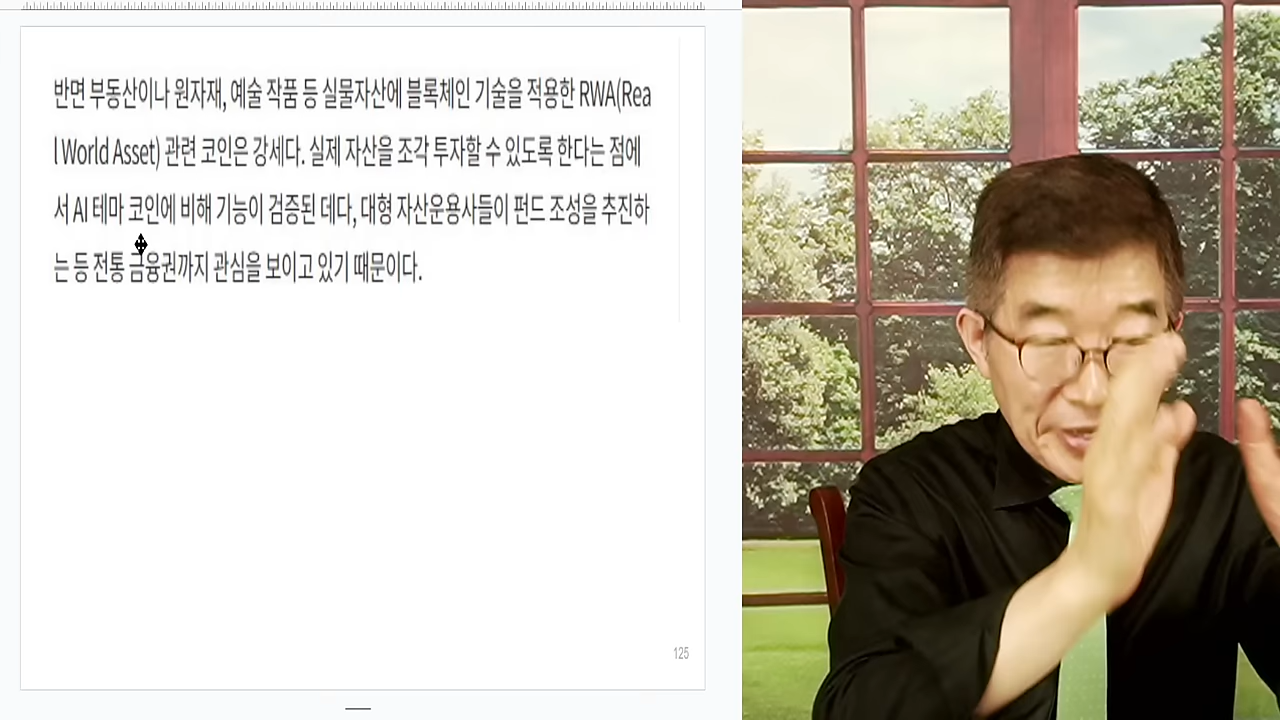 반면 부동산이나 원자재, 예술 작품 등 실물자산에 블록체인 기술을 적용한 RWA(Rea
l World Asset) 관련 코인은 강세다. 실제 자산을 조각 투자할 수 있도록 한다는 점에
서 AI 테마 코인에 비해 기능이 검증된 데다, 대형 자산운용사들이 펀드 조성을 추진하
는 등 전통 금융권까지 관심을 보이고 있기 때문이다.
125